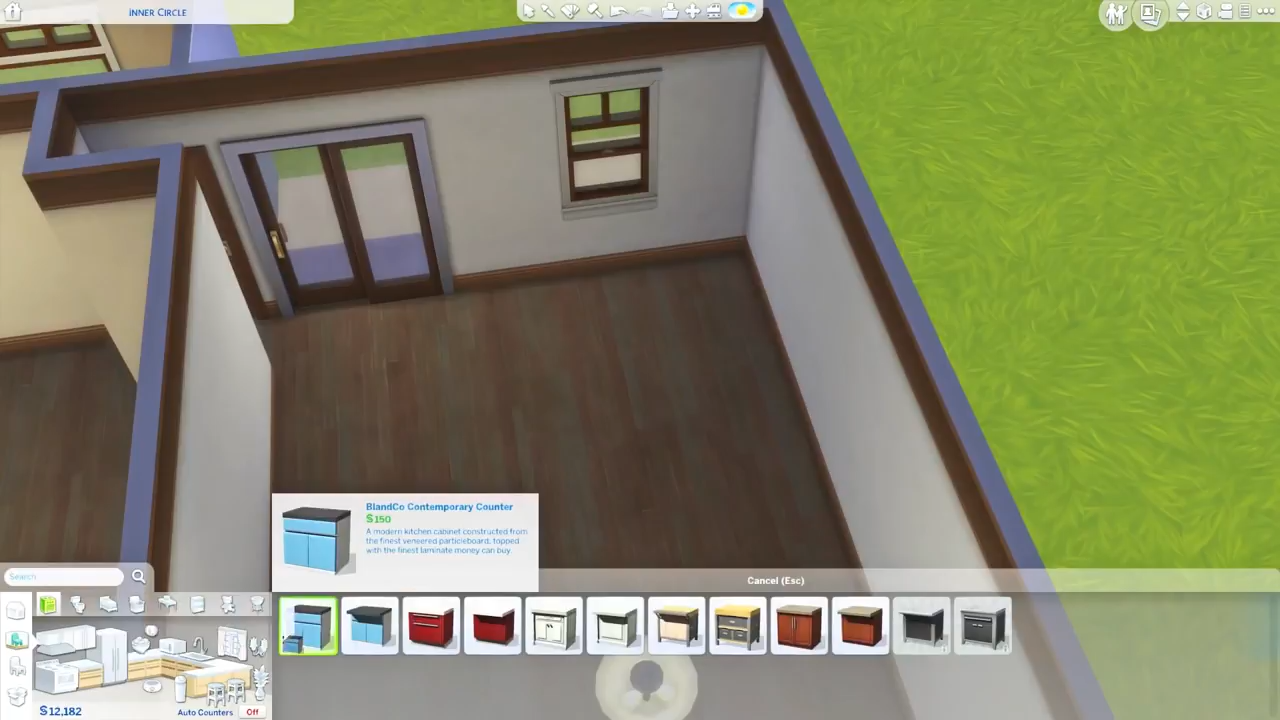 INNER CIRCLE
BlandCo Contemporary Counter
$150
A modern kitchen cabinet constructed from
the finest veneered particleboard, topped
with the finest laminate money can buy.
Search
Cancel (Esc)
$12,182
Auto Counters Off